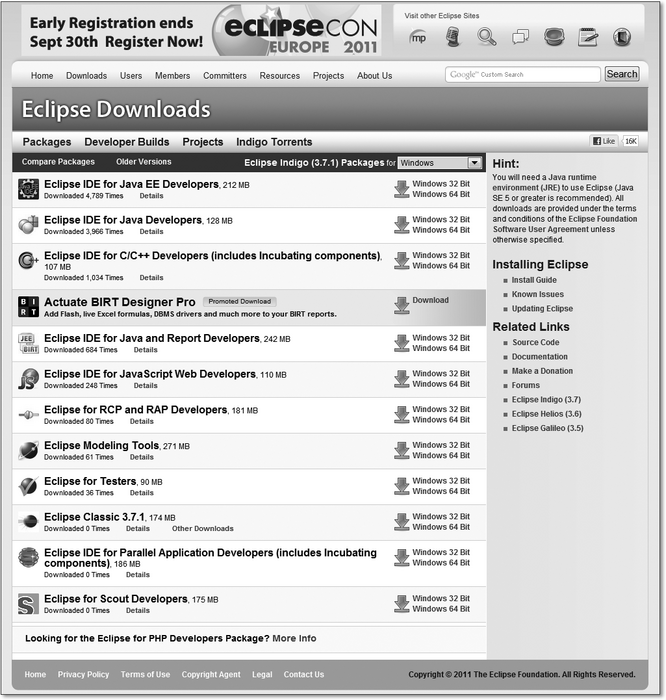 Early Registration ends
Sept 30th Register Now!
eclipsecon
EUROPE 2011
Visit other Eclipse Sites
mp
Home Downloads Users Members Committers Resources Projects About Us
Google™ Custom Search
Search
Eclipse Downloads
Packages Developer Builds Projects Indigo Torrents
Like 16K
Compare Packages Older Versions Eclipse Indigo (3.7.1) Packages for Windows
Eclipse IDE for Java EE Developers, 212 MB
Downloaded 4,789 Times Details
Windows 32 Bit
Windows 64 Bit
Eclipse IDE for Java Developers, 128 MB
Downloaded 3,966 Times Details
Windows 32 Bit
Windows 64 Bit
Eclipse IDE for C/C++ Developers (includes Incubating components),
107 MB
Downloaded 1,034 Times Details
Windows 32 Bit
Windows 64 Bit
BI
RT
Actuate BIRT Designer Pro Promoted Download
Add Flash, live Excel formulas, DBMS drivers and much more to your BIRT reports.
Download
JEE
BIRT
Eclipse IDE for Java and Report Developers, 242 MB
Downloaded 684 Times Details
Windows 32 Bit
Windows 64 Bit
JS
Eclipse IDE for JavaScript Web Developers, 110 MB
Downloaded 248 Times Details
Windows 32 Bit
Windows 64 Bit
Eclipse for RCP and RAP Developers, 181 MB
Downloaded 80 Times Details
Windows 32 Bit
Windows 64 Bit
Eclipse Modeling Tools, 271 MB
Downloaded 61 Times Details
Windows 32 Bit
Windows 64 Bit
Eclipse for Testers, 90 MB
Downloaded 36 Times Details
Windows 32 Bit
Windows 64 Bit
Eclipse Classic 3.7.1, 174 MB
Downloaded 0 Times Details Other Downloads
Windows 32 Bit
Windows 64 Bit
Eclipse IDE for Parallel Application Developers (includes Incubating
components), 186 MB
Downloaded 0 Times Details
Windows 32 Bit
Windows 64 Bit
S
Eclipse for Scout Developers, 175 MB
Downloaded 0 Times Details
Windows 32 Bit
Windows 64 Bit
Looking for the Eclipse for PHP Developers Package? More Info
Hint:
You will need a Java runtime
environment (JRE) to use Eclipse (Java
SE 5 or greater is recommended). All
downloads are provided under the terms
and conditions of the Eclipse Foundation
Software User Agreement unless
otherwise specified.
Installing Eclipse
Install Guide
Known Issues
Updating Eclipse
Related Links
Source Code
Documentation
Make a Donation
Forums
Eclipse Indigo (3.7)
Eclipse Helios (3.6)
Eclipse Galileo (3.5)
Home Privacy Policy Terms of Use Copyright Agent Legal Contact Us
Copyright © 2011 The Eclipse Foundation. All Rights Reserved.